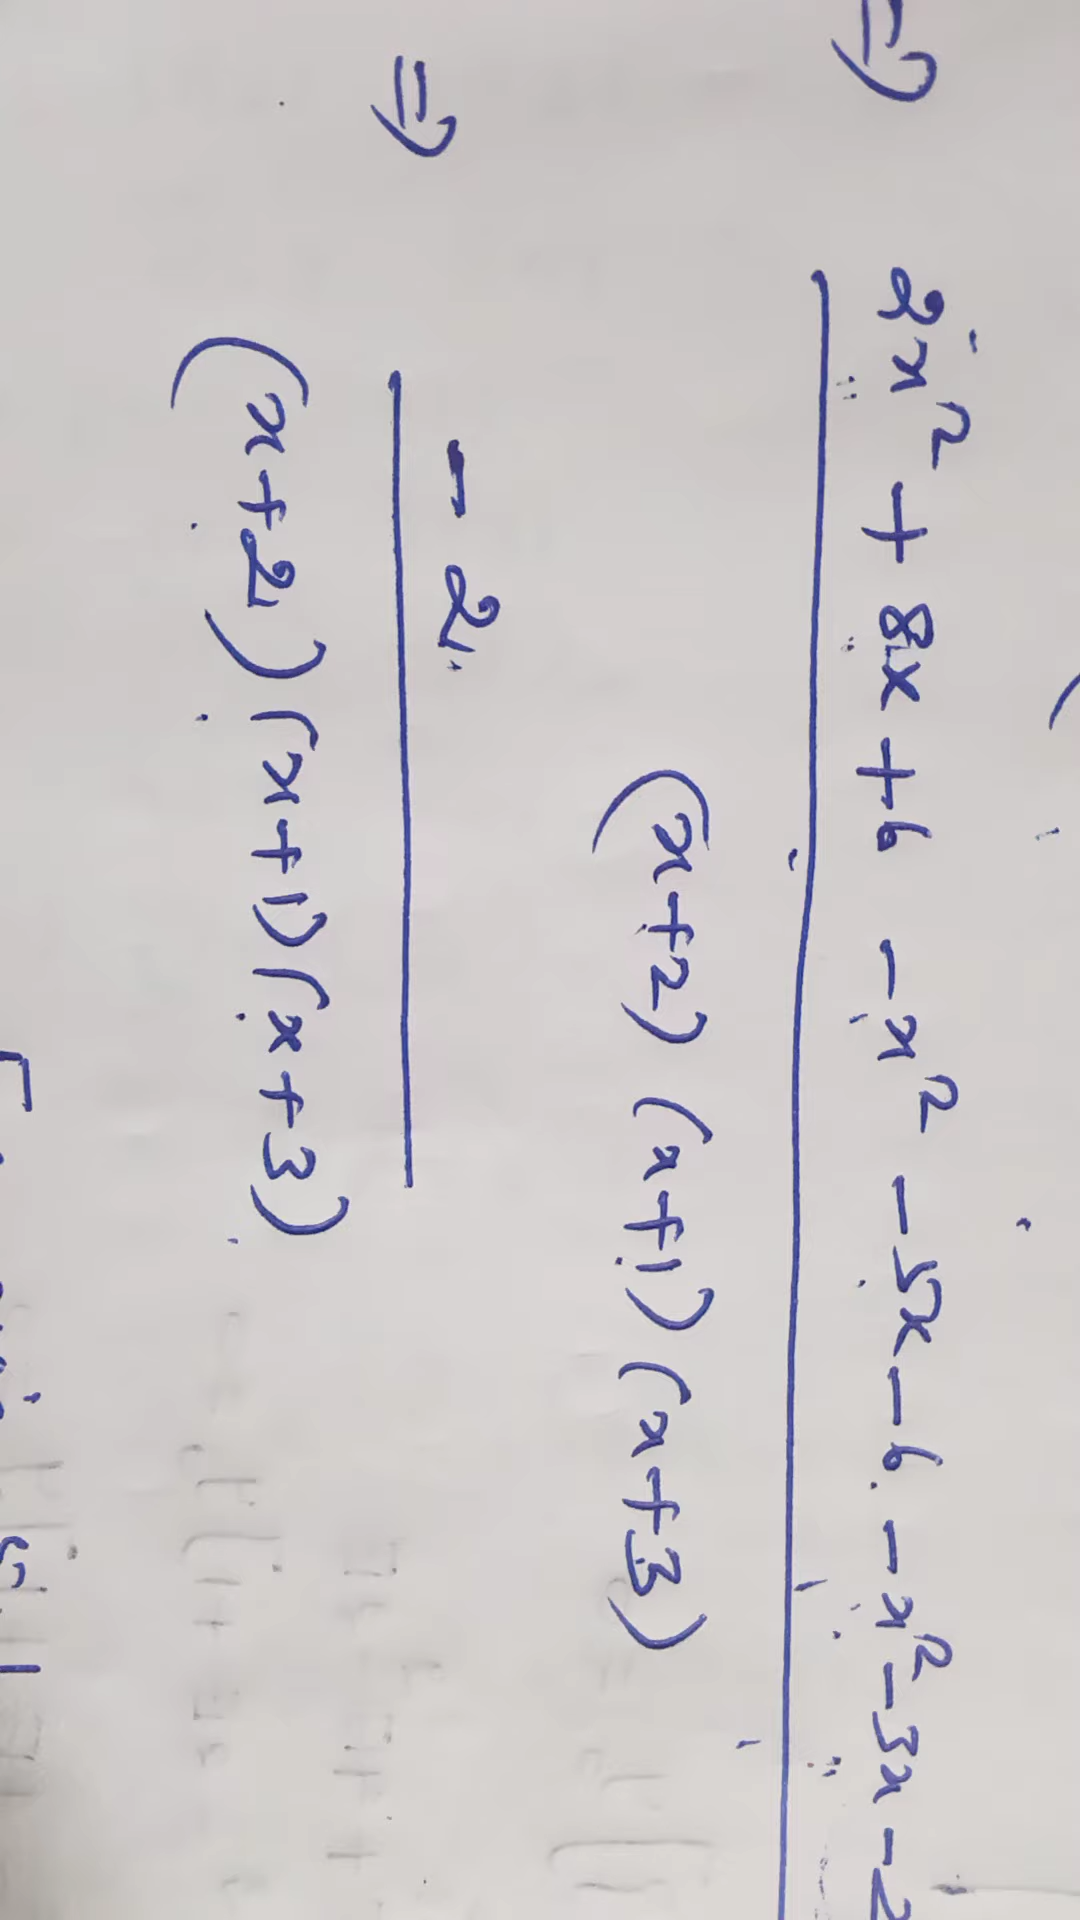 => 2x² + 8x + 6 - x² - 5x - 6 - x² - 3x - 2
(x+2) (x+1) (x+3)
=> - 2
(x+2) (x+1) (x+3)